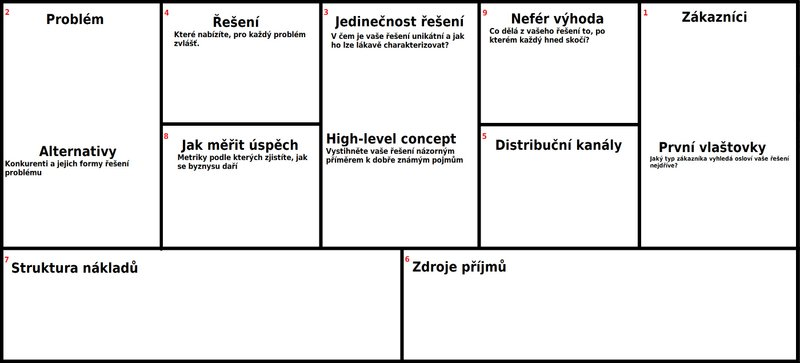 2
Problém
Alternativy
Konkurenti a jejich formy řešení
problému
4
Řešení
Které nabízíte, pro každý problém
zvlášť.
8
Jak měřit úspěch
Metriky podle kterých zjistíte, jak
se byznysu daří
3
Jedinečnost řešení
V čem je vaše řešení unikátní a jak
ho lze lákavě charakterizovat?
High-level concept
Vystihněte vaše řešení názorným
příměrem k dobře známým pojmům
9
Nefér výhoda
Co dělá z vašeho řešení to, po
kterém každý hned skočí?
5
Distribuční kanály
1
Zákazníci
První vlaštovky
Jaký typ zákazníka vyhledá osloví vaše řešení
nejdříve?
7
Struktura nákladů
6
Zdroje příjmů